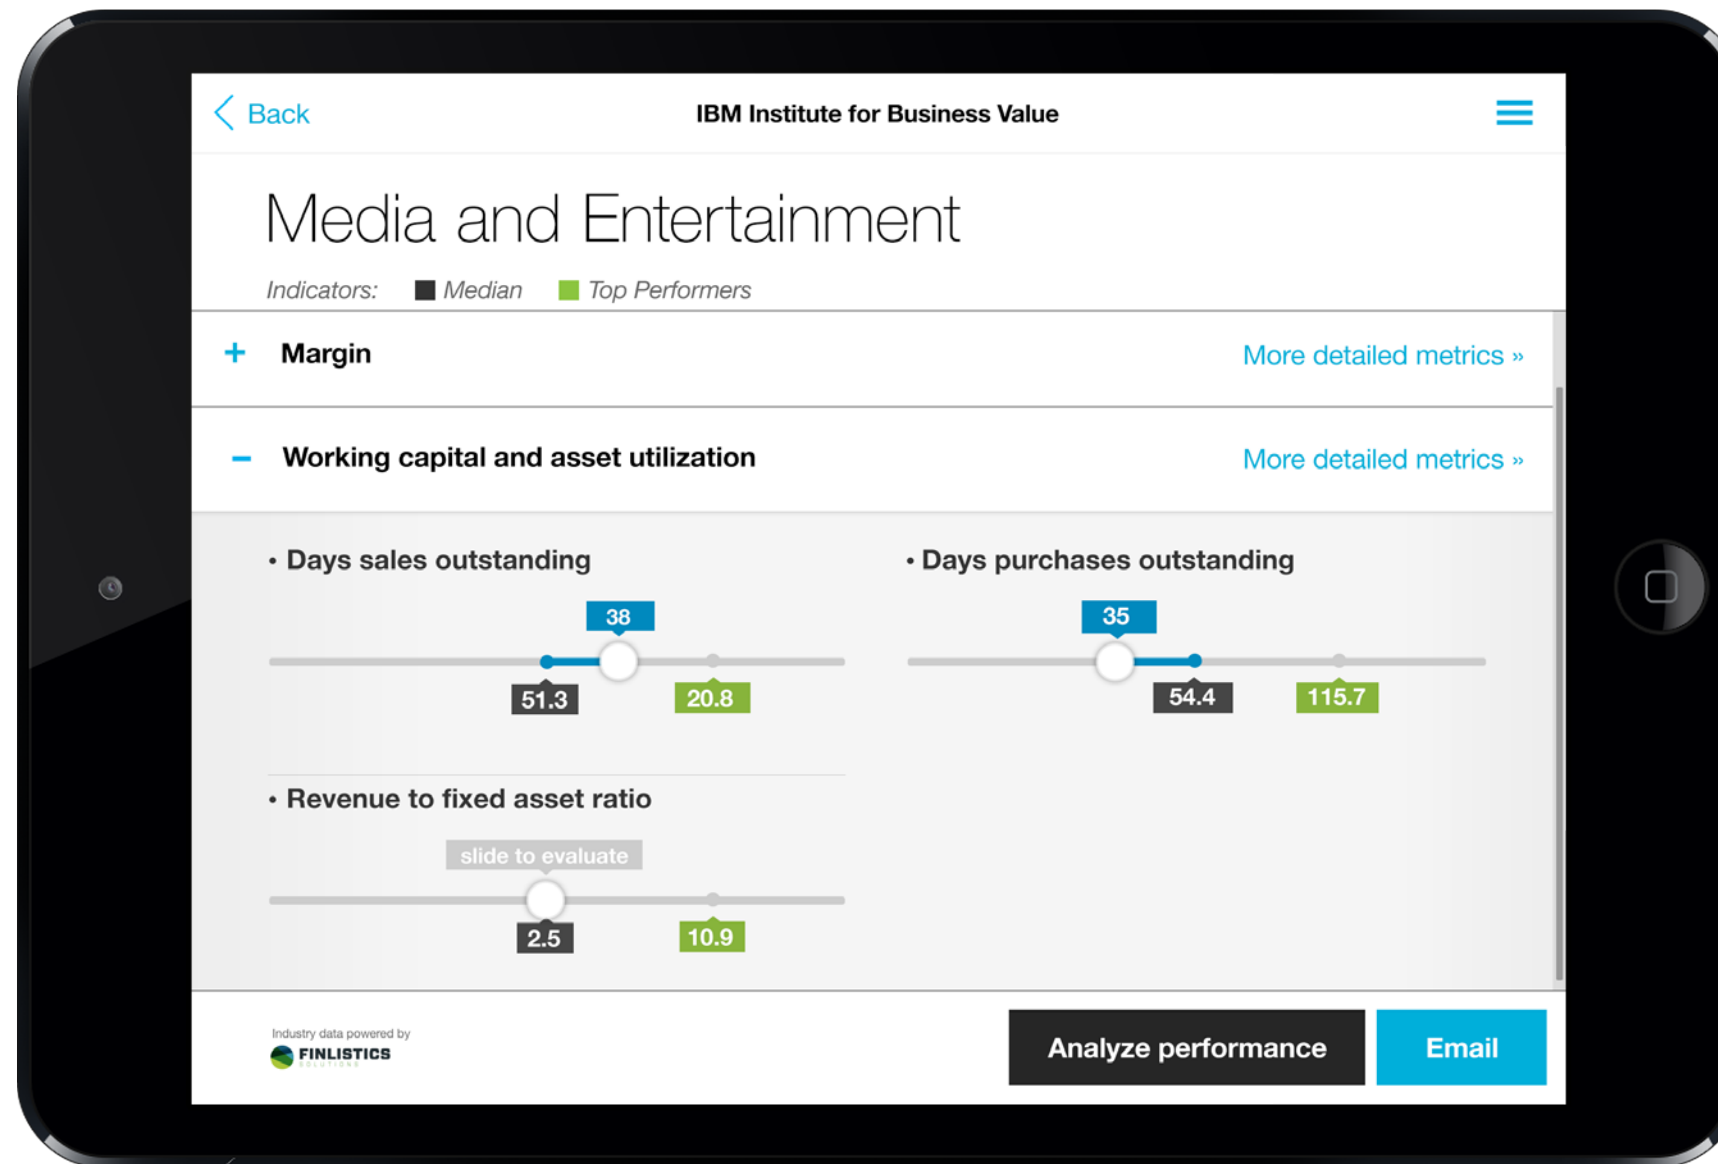 Back
IBM Institute for Business Value
Media and Entertainment
Indicators: Median Top Performers
+ Margin
More detailed metrics »
– Working capital and asset utilization
More detailed metrics »
• Days sales outstanding
38
51.3
20.8
• Days purchases outstanding
35
54.4
115.7
• Revenue to fixed asset ratio
slide to evaluate
2.5
10.9
Industry data powered by
FINLISTICS
SOLUTIONS
Analyze performance
Email